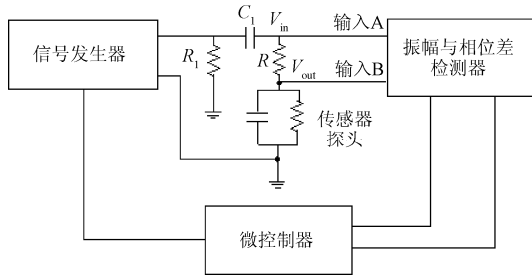 C1
Vin
输入A
信号发生器
R1
R
Vout
输入B
振幅与相位差
检测器
传感器
探头
微控制器